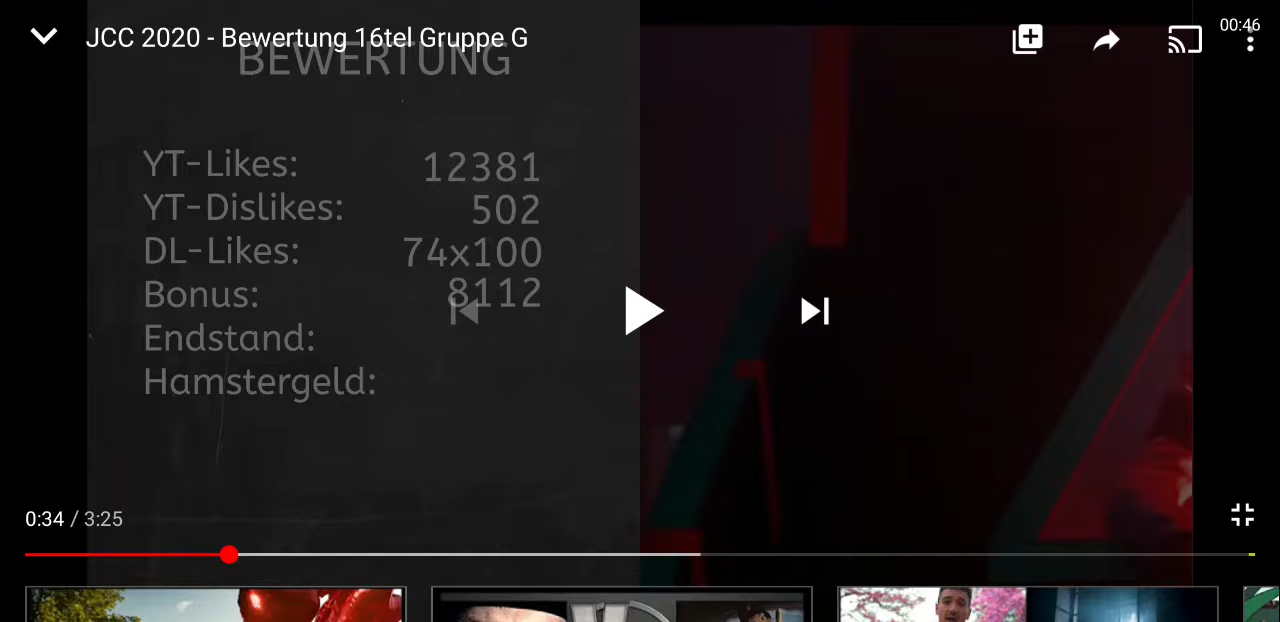 00:46
JCC 2020 - Bewertung 16tel Gruppe G
BEWERTUNG
YT-Likes: 12381
YT-Dislikes: 502
DL-Likes: 74x100
Bonus: 8112
Endstand:
Hamstergeld:
0:34 / 3:25